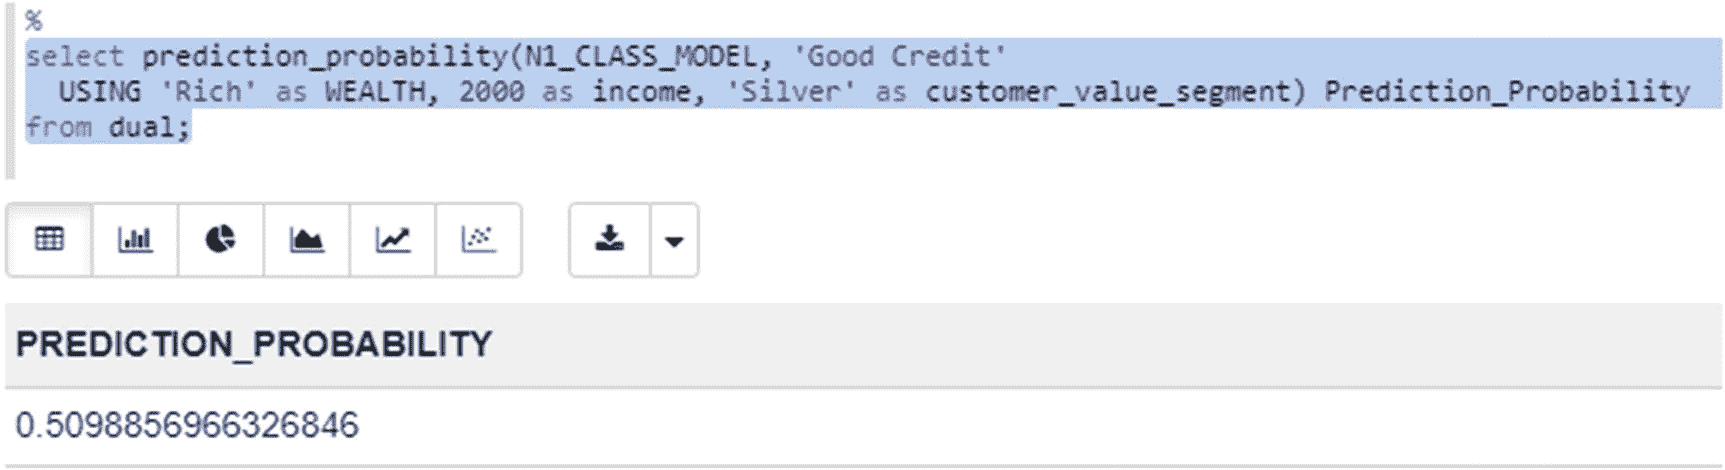 %
select prediction_probability(N1_CLASS_MODEL, 'Good Credit'
USING 'Rich' as WEALTH, 2000 as income, 'Silver' as customer_value_segment) Prediction_Probability
from dual;
PREDICTION_PROBABILITY
0.5098856966326846